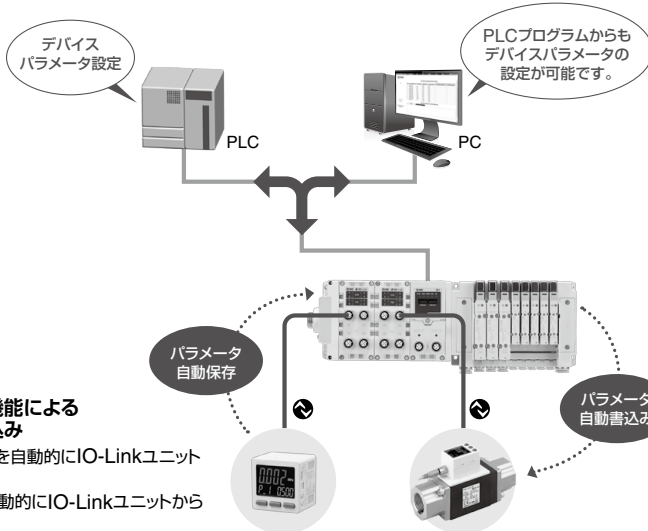 デバイス
パラメータ設定
PLCプログラムからも
デバイスパラメータの
設定が可能です。
PLC
PC
パラメータ
自動保存
パラメータ
自動書込み
能による
込み
を自動的にIO-Linkユニット
動的にIO-Linkユニットから
0.002
P_1 0500